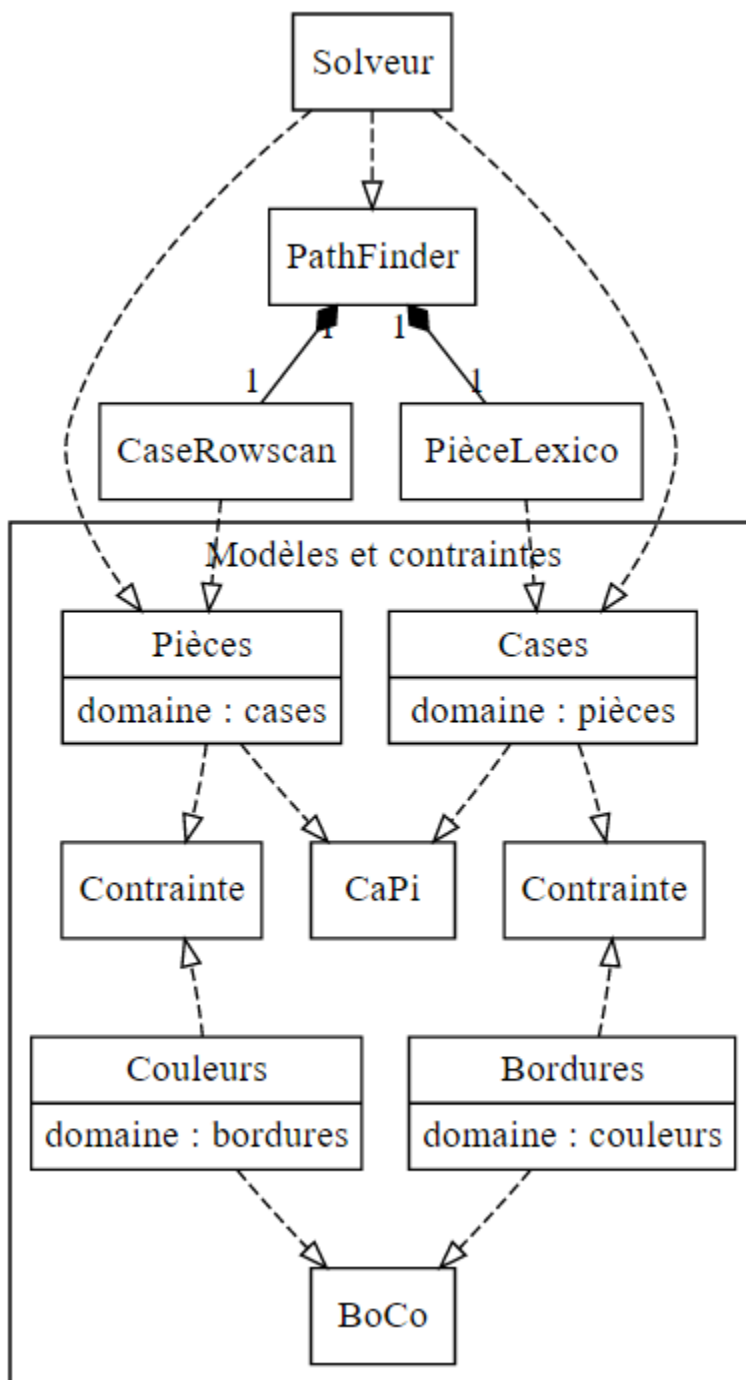 Solveur
PathFinder
1 1
1 1
CaseRowscan PièceLexico
Modèles et contraintes
Pièces Cases
domaine : cases domaine : pièces
Contrainte CaPi Contrainte
Couleurs Bordures
domaine : bordures domaine : couleurs
BoCo